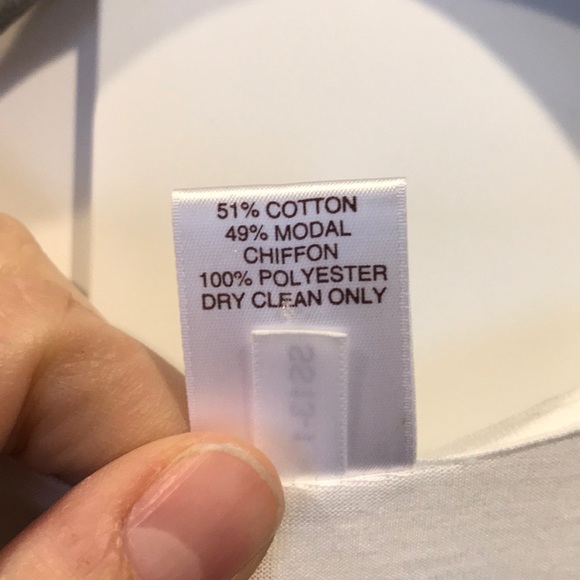 51% COTTON
49% MODAL
CHIFFON
100% POLYESTER
DRY CLEAN ONLY